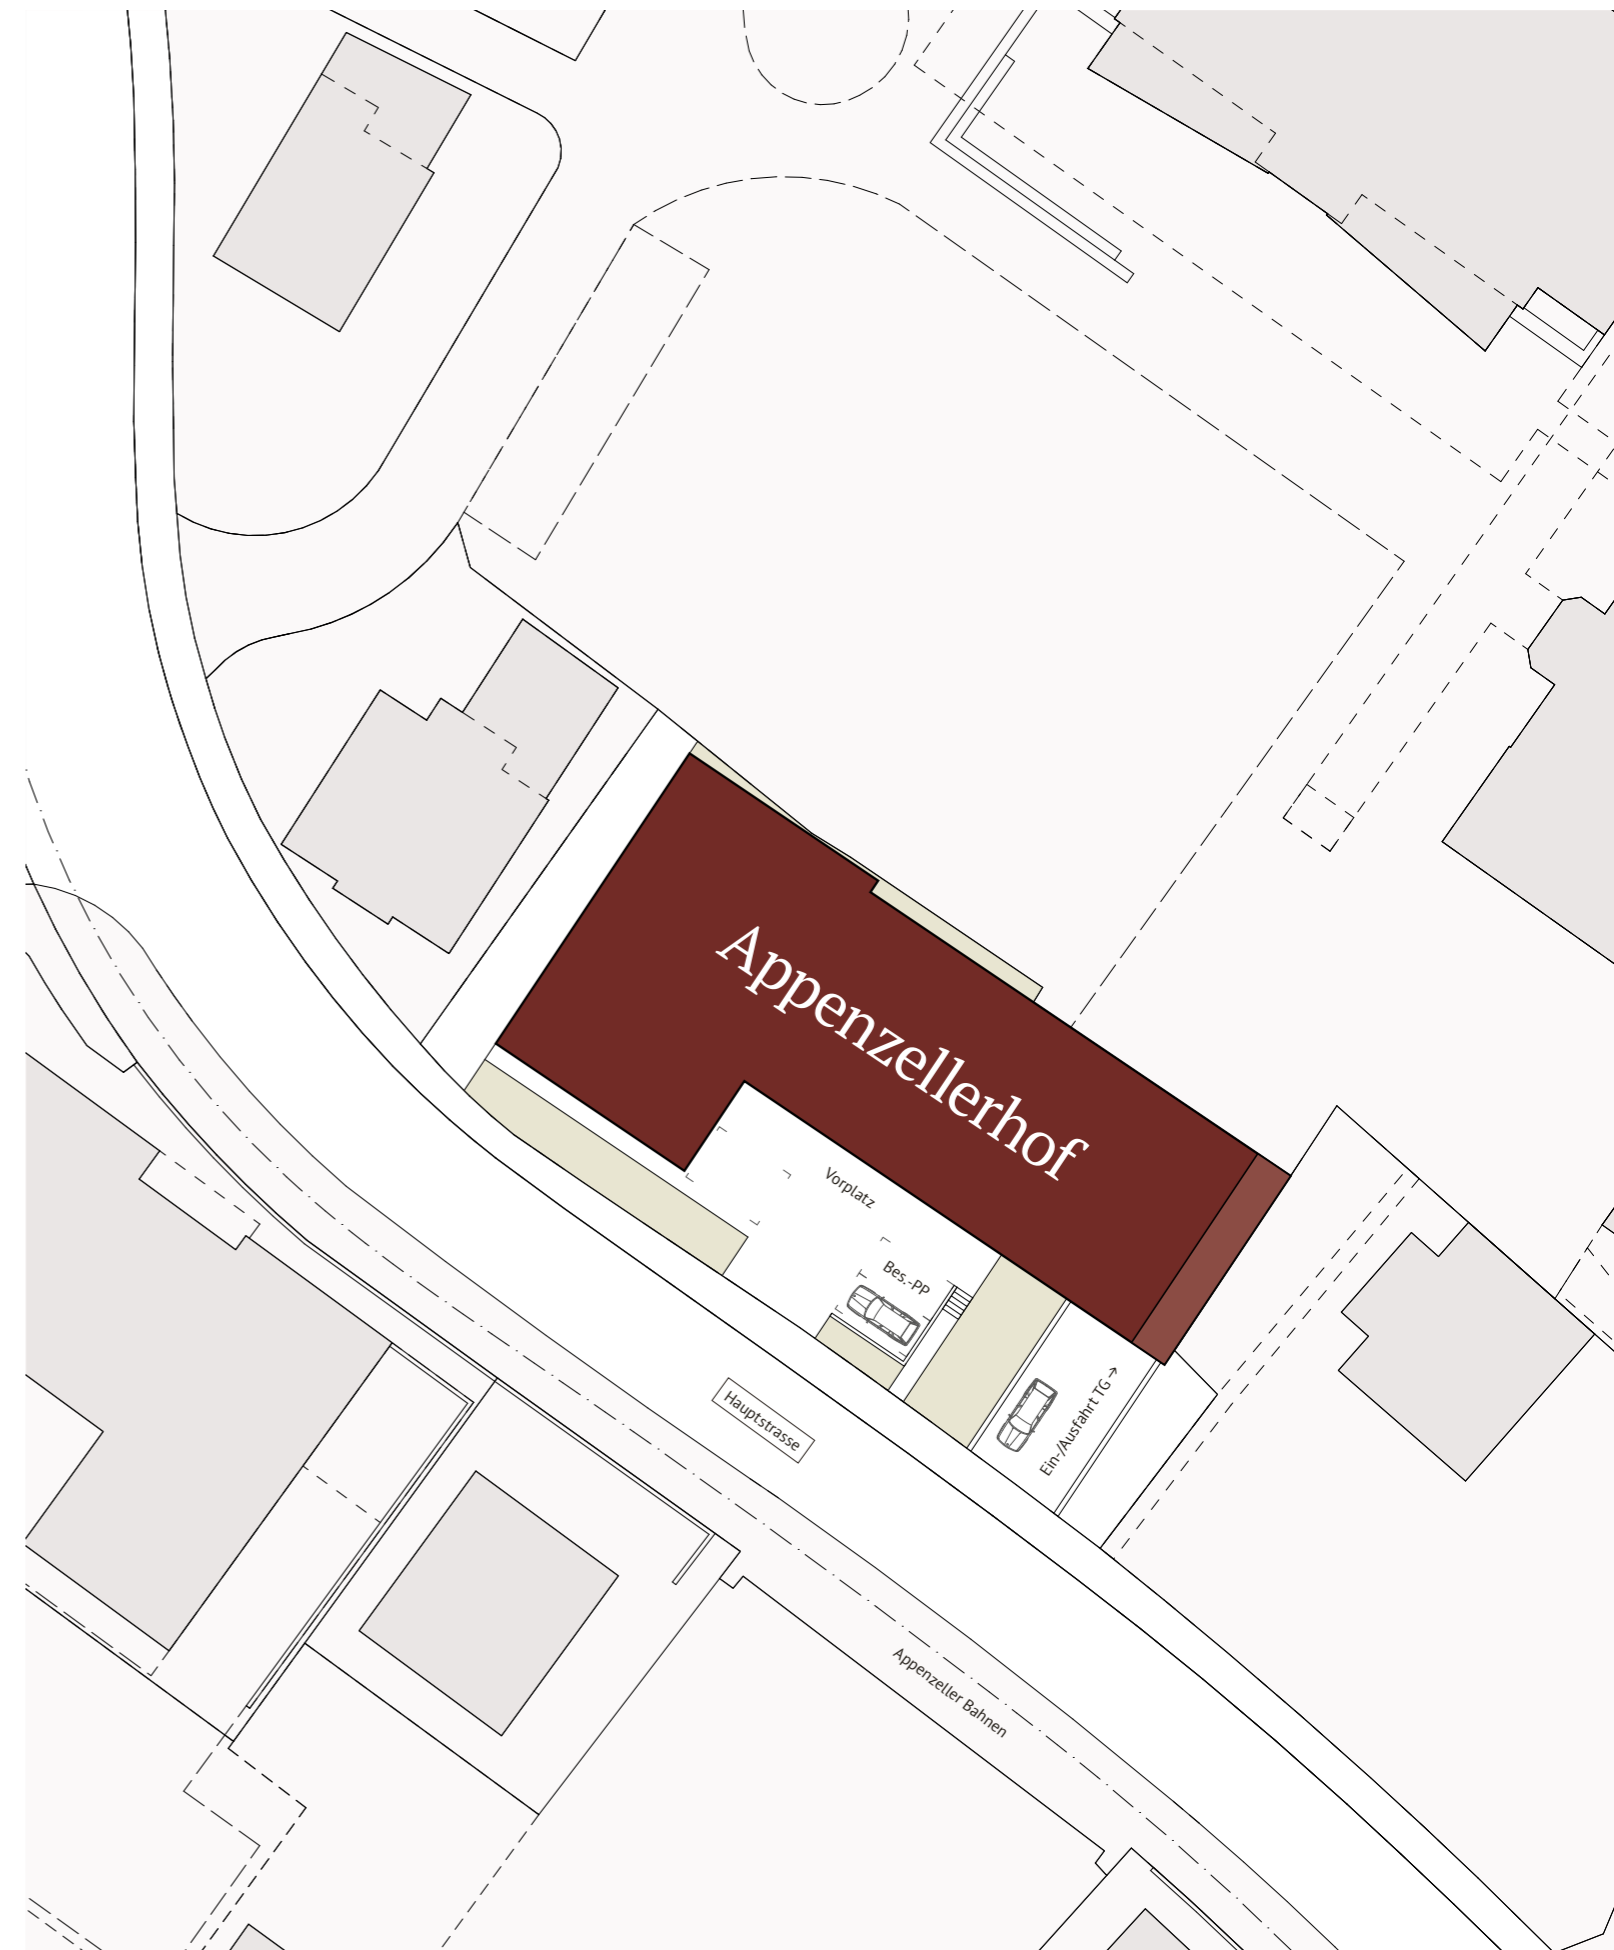 Appenzellerhof
Vorplatz
Bes.-PP
Ein-/Ausfahrt TG →
Hauptstrasse
Appenzeller Bahnen